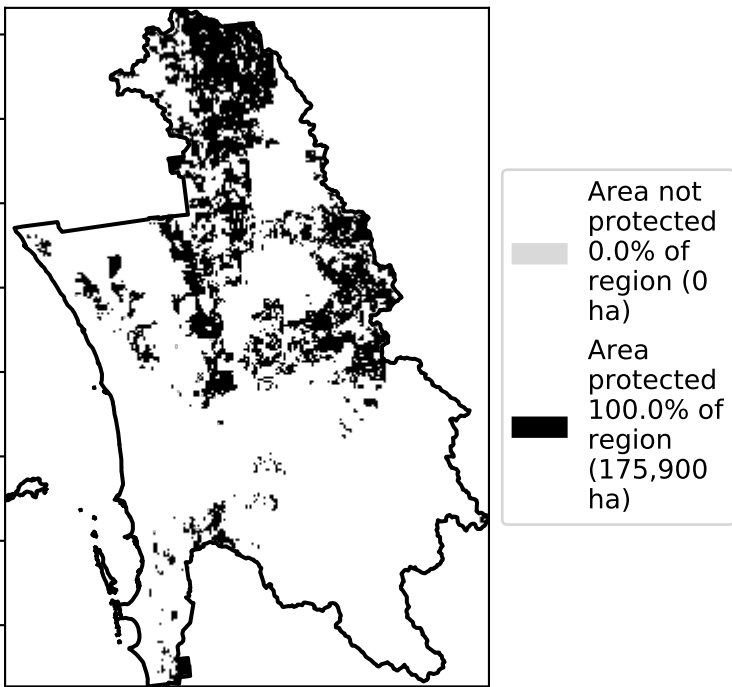 Area not
protected
0.0% of
region (0
ha)
Area
protected
100.0% of
region
(175,900
ha)